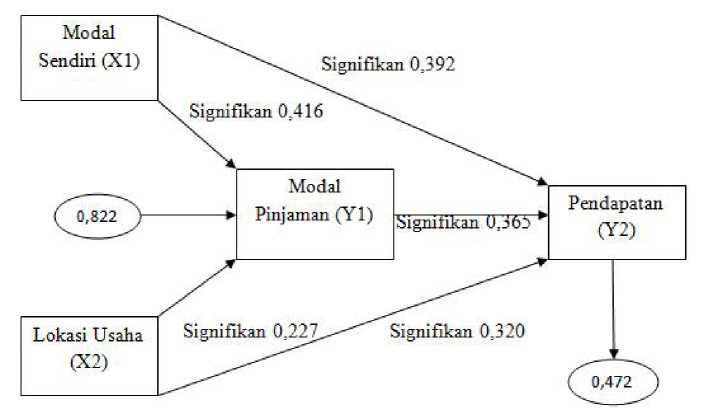 Modal
Sendiri (X1)
Signifikan 0,392
Signifikan 0,416
Modal
Pinjaman (Y1)
0,822
Signifikan 0,365
Pendapatan
(Y2)
Lokasi Usaha
(X2)
Signifikan 0,227
Signifikan 0,320
0,472